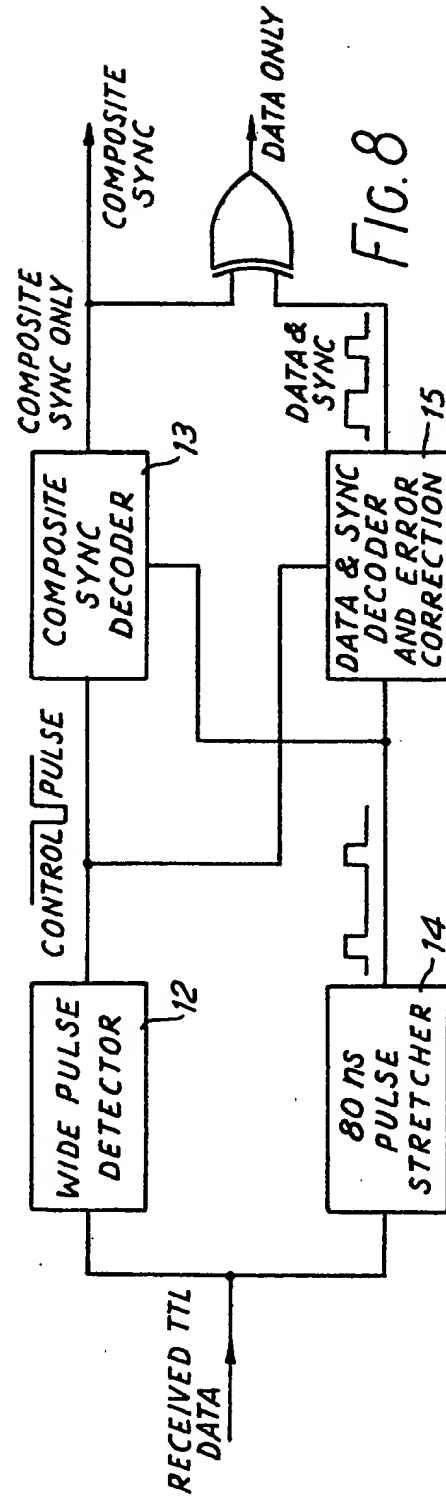 RECEIVED TTL
DATA
WIDE PULSE
DETECTOR
12
CONTROL PULSE
COMPOSITE
SYNC
DECODER
13
COMPOSITE
SYNC ONLY
COMPOSITE
SYNC
80 ns
PULSE
STRETCHER
14
DATA & SYNC
DECODER
AND ERROR
CORRECTION
15
DATA &
SYNC
DATA ONLY
FIG. 8